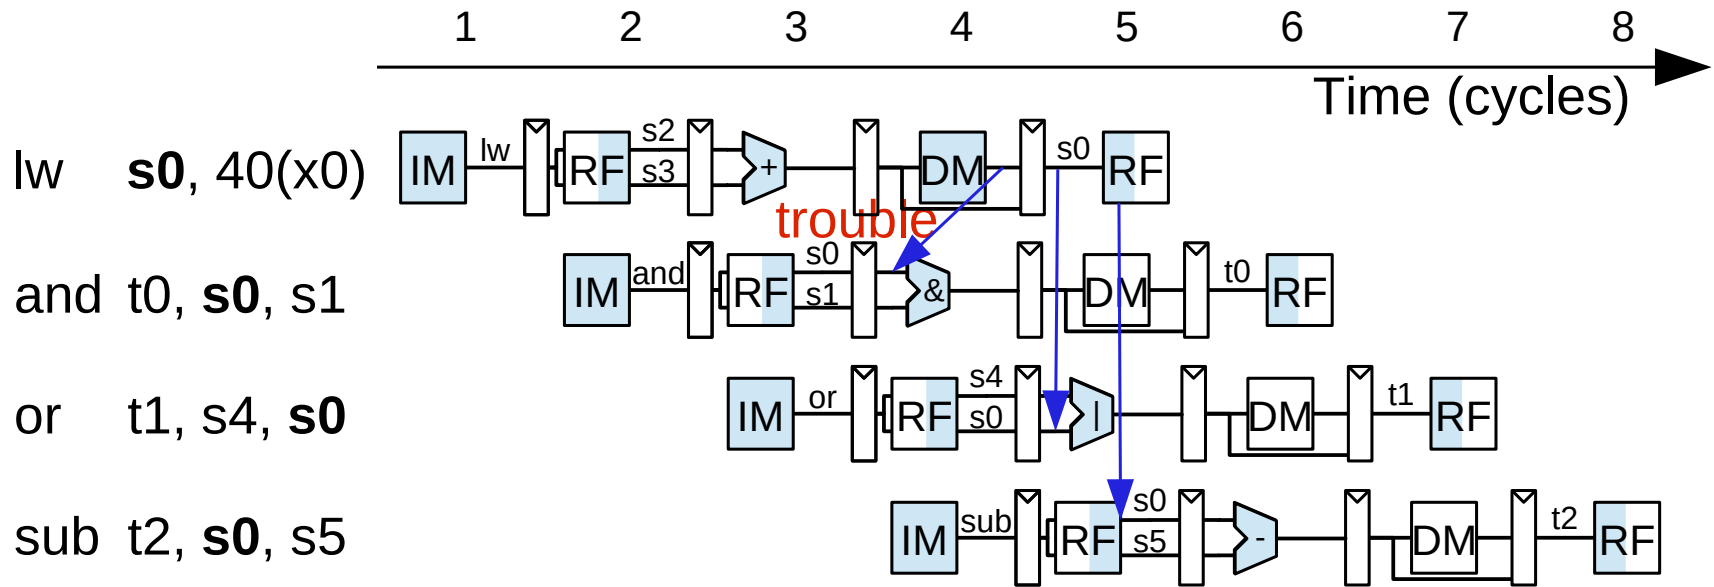 1 2 3 4 5 6 7 8
Time (cycles)
lw s0, 40(x0) IM lw RF s2 s3 + DM s0 RF
trouble
and t0, s0, s1 IM and RF s0 s1 & DM t0 RF
or t1, s4, s0 IM or RF s4 s0 | DM t1 RF
sub t2, s0, s5 IM sub RF s0 s5 - DM t2 RF